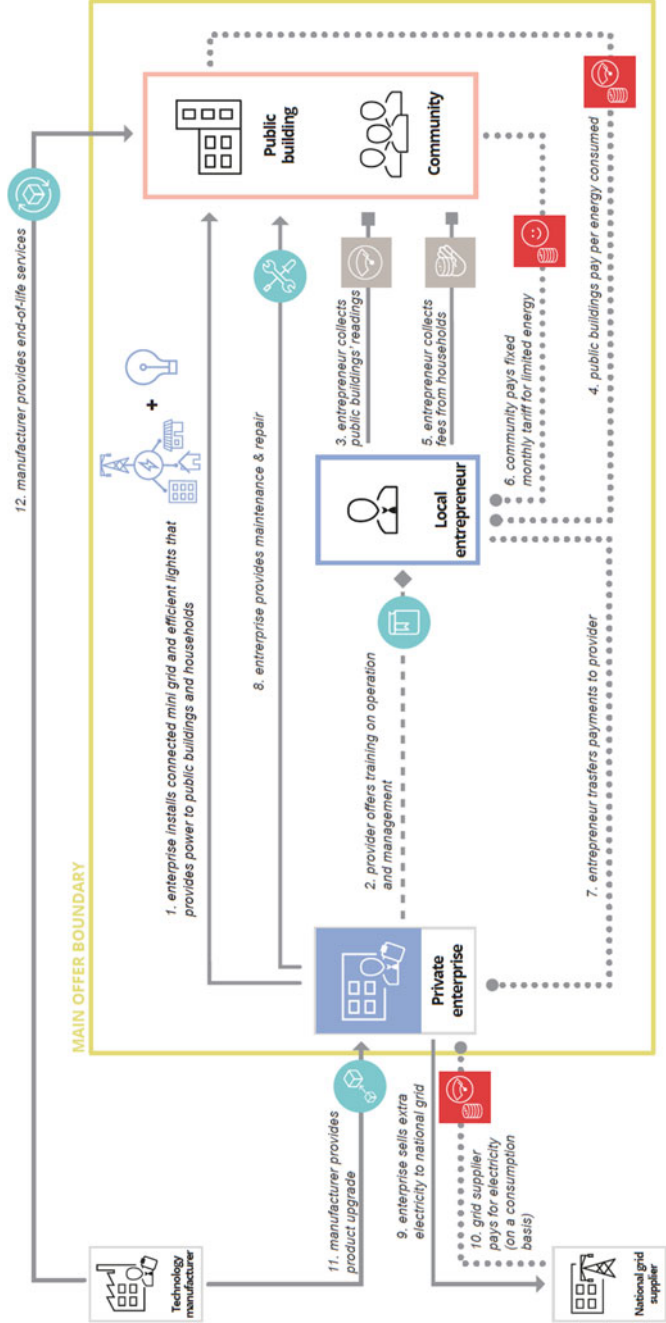 12. manufacturer provides end-of-life services
MAIN OFFER BOUNDARY
1. enterprise installs connected mini grid and efficient lights that
provides power to public buildings and households
+
Public
building
Community
8. entreprise provides maintenance & repair
3. entrepreneur collects
public buildings' readings
5. entrepreneur collects
fees from households
2. provider offers training on operation
and management
Local
entrepreneur
6. community pays fixed
monthly tariff for limited energy
4. public buildings pay per energy consumed
7. entrepreneur trasfers payments to provider
Private
enterprise
Technology
manufacturer
11. manufacturer provides
product upgrade
9. enterprise sells extra
electricity to national grid
10. grid supplier
pays for electricity
(on a consumption
basis)
National grid
supplier